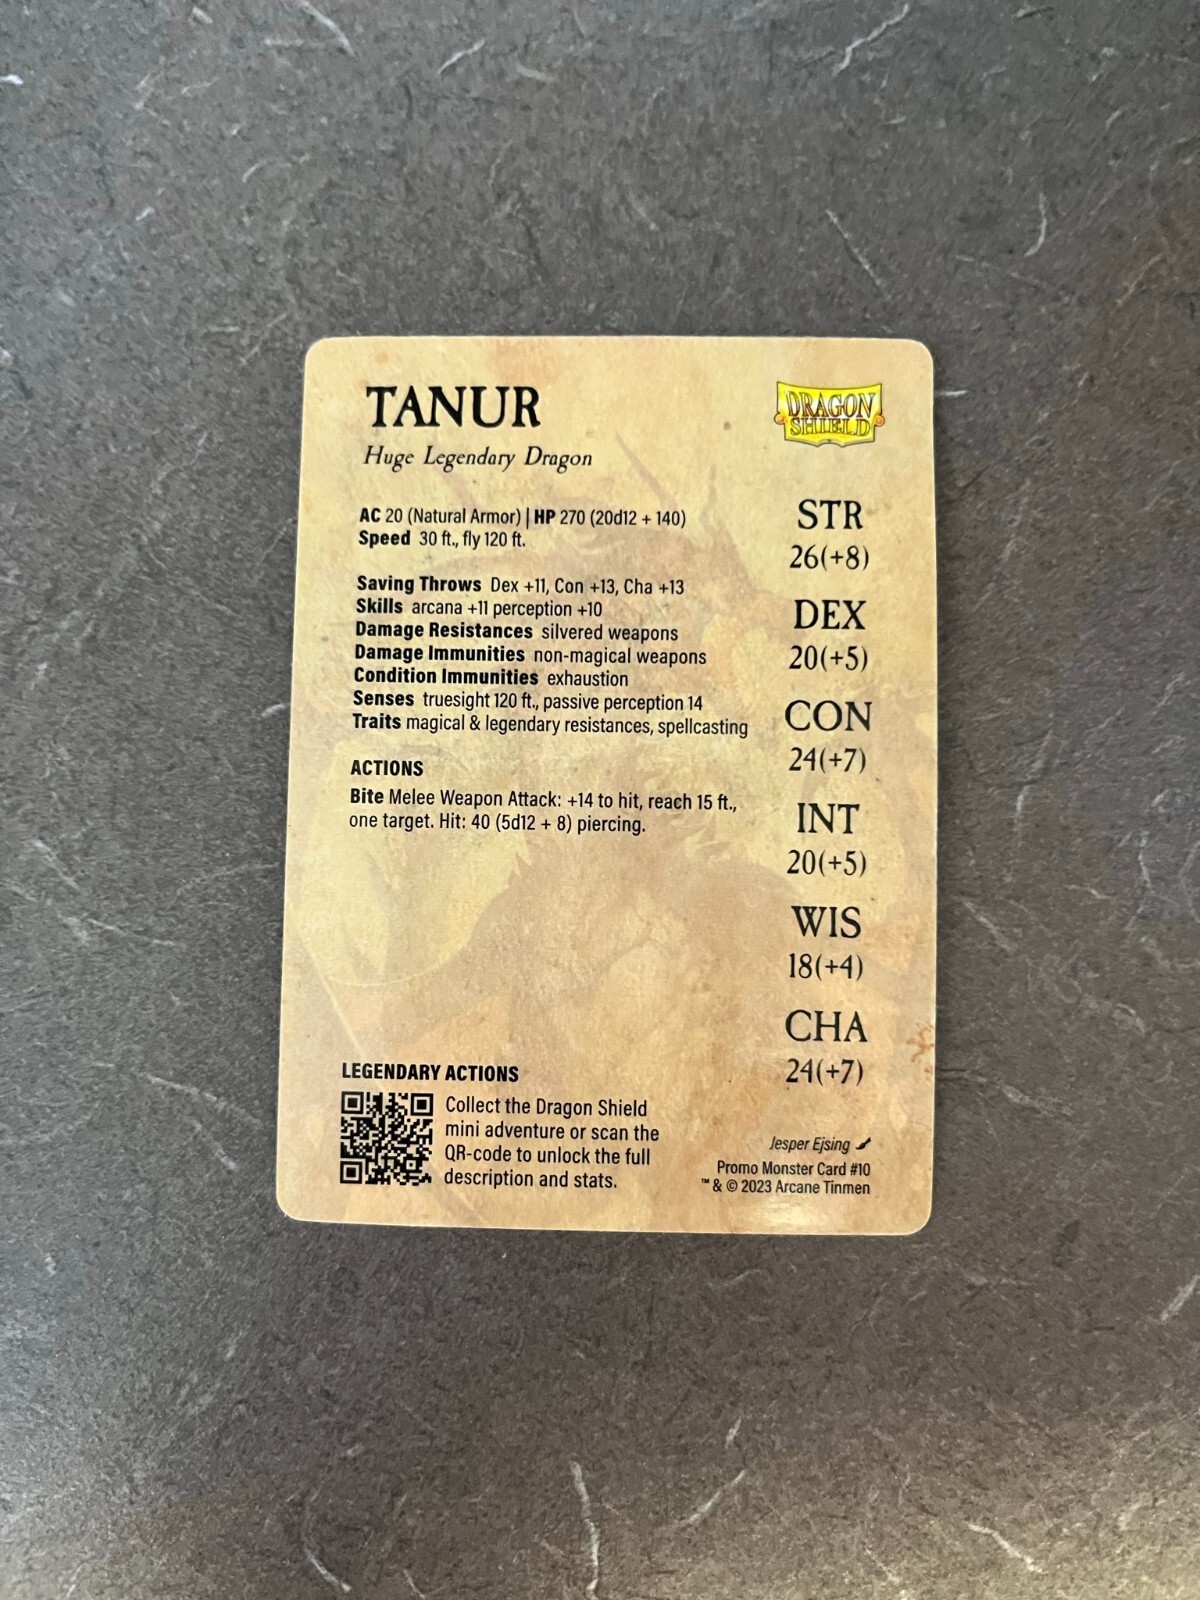 TANUR
Huge Legendary Dragon
DRAGON
SHIELD
AC 20 (Natural Armor) | HP 270 (20d12 + 140)
Speed 30 ft., fly 120 ft.
Saving Throws Dex +11, Con +13, Cha +13
Skills arcana +11 perception +10
Damage Resistances silvered weapons
Damage Immunities non-magical weapons
Condition Immunities exhaustion
Senses truesight 120 ft., passive perception 14
Traits magical & legendary resistances, spellcasting
ACTIONS
Bite Melee Weapon Attack: +14 to hit, reach 15 ft.,
one target. Hit: 40 (5d12 + 8) piercing.
STR
26(+8)
DEX
20(+5)
CON
24(+7)
INT
20(+5)
WIS
18(+4)
CHA
24(+7)
LEGENDARY ACTIONS
Collect the Dragon Shield
mini adventure or scan the
QR-code to unlock the full
description and stats.
Jesper Ejsing
Promo Monster Card #10
™ & © 2023 Arcane Tinmen